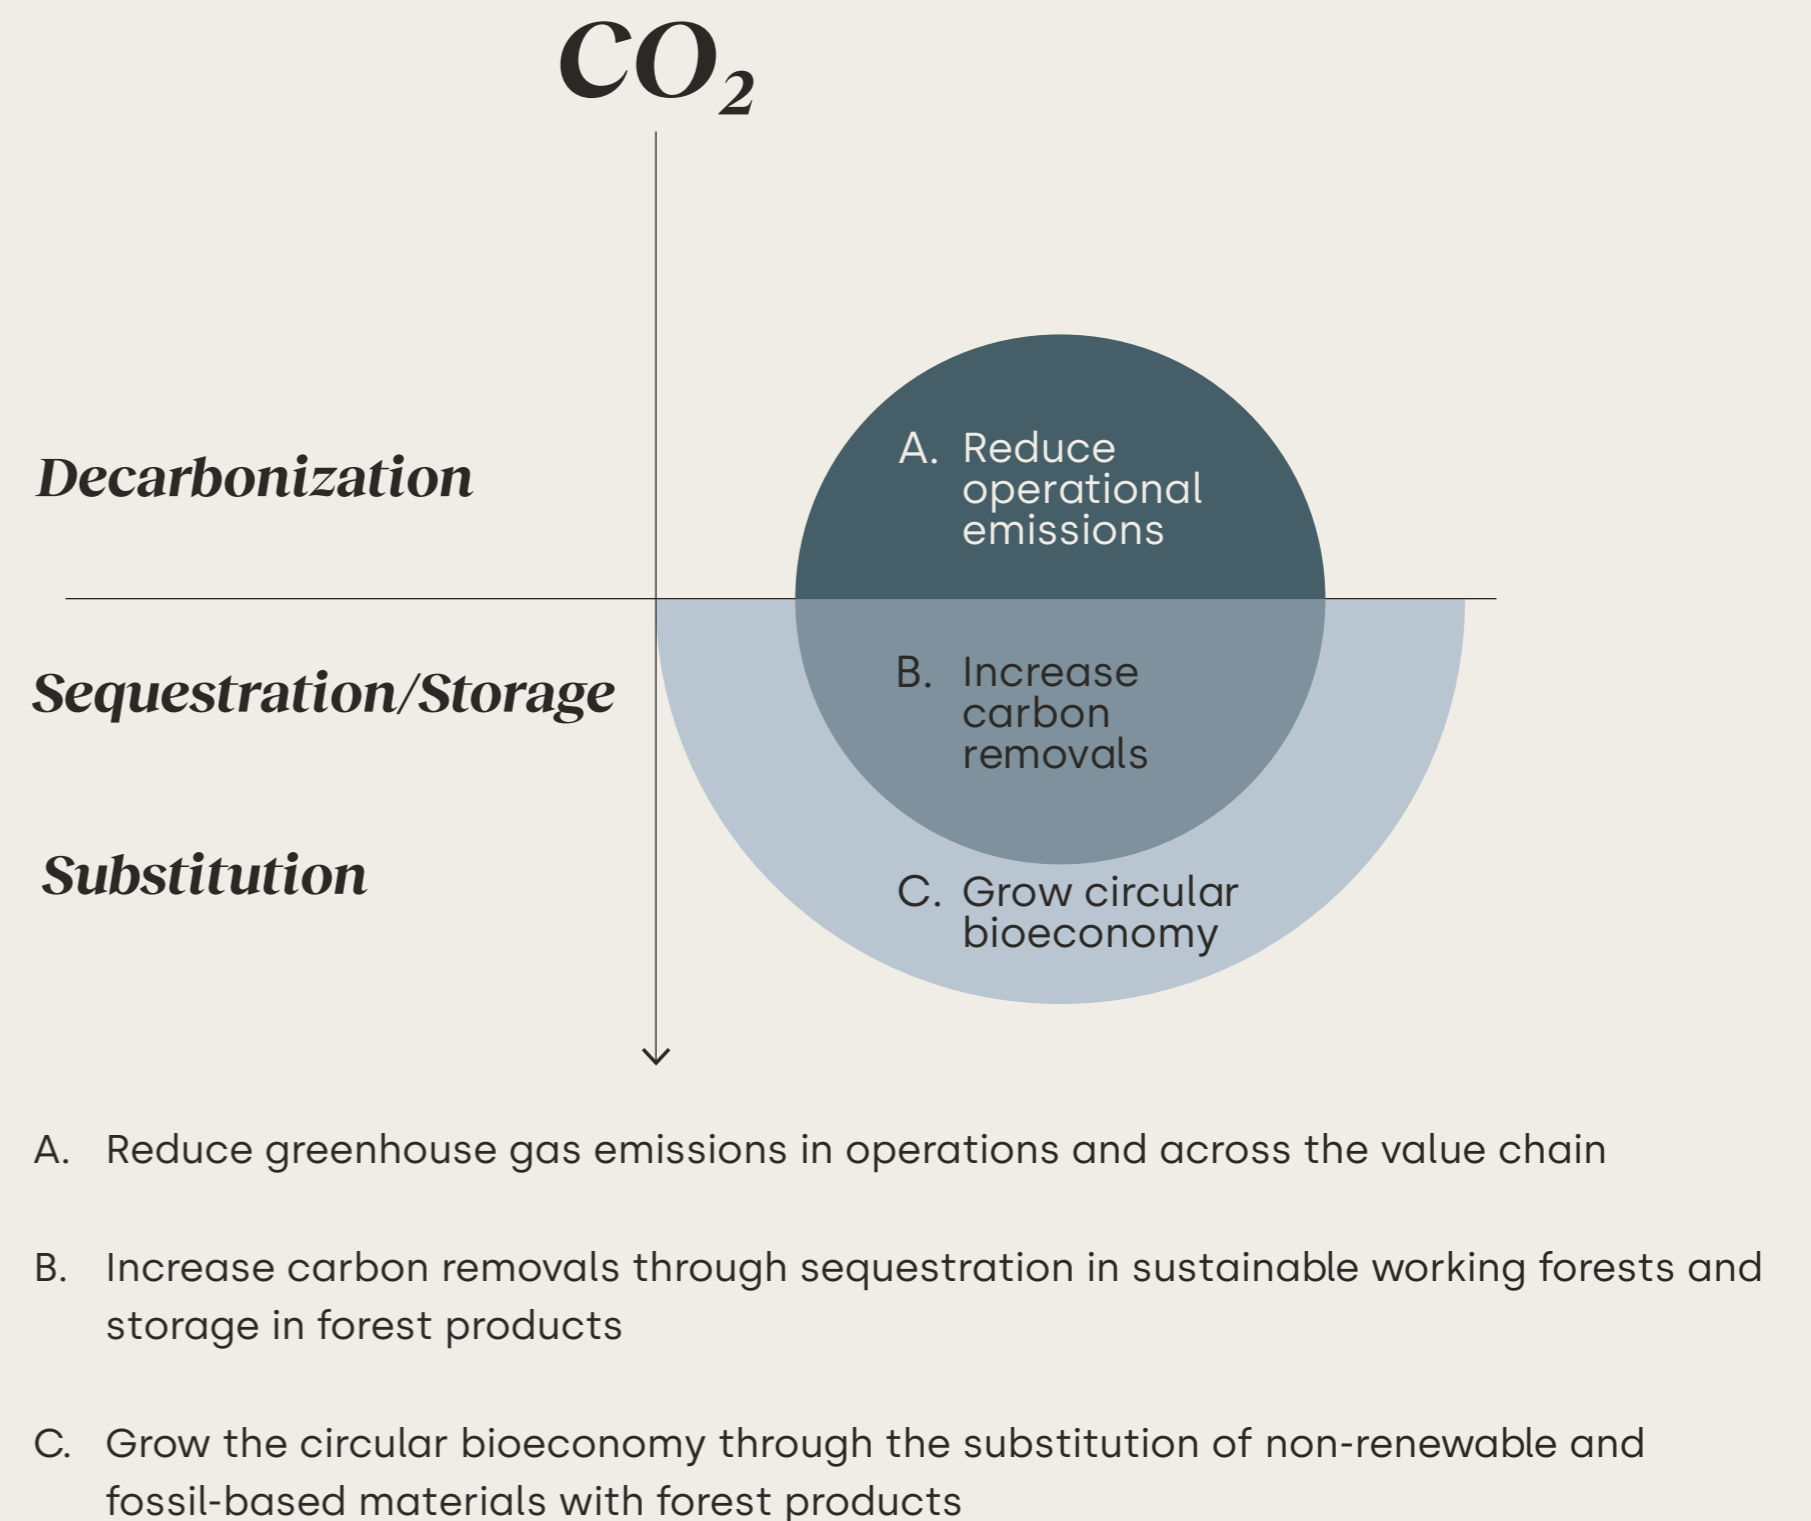 CO₂
Decarbonization
A. Reduce
operational
emissions
Sequestration/Storage
B. Increase
carbon
removals
Substitution
C. Grow circular
bioeconomy
A. Reduce greenhouse gas emissions in operations and across the value chain
B. Increase carbon removals through sequestration in sustainable working forests and
storage in forest products
C. Grow the circular bioeconomy through the substitution of non-renewable and
fossil-based materials with forest products